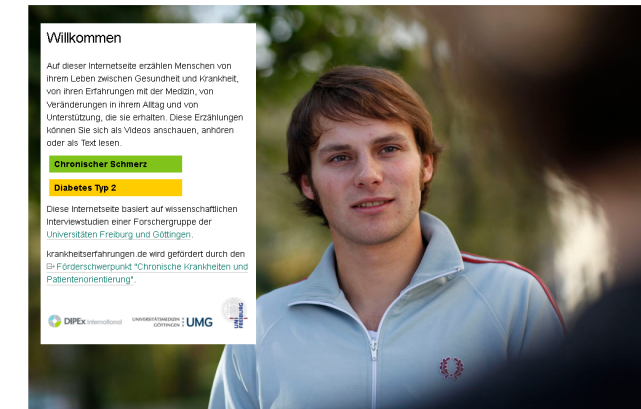 Willkommen
Auf dieser Internetseite erzählen Menschen von
ihrem Leben zwischen Gesundheit und Krankheit,
von ihren Erfahrungen mit der Medizin, von
Veränderungen in ihrem Alltag und von
Unterstützung, die sie erhalten. Diese Erzählungen
können Sie sich als Videos anschauen, anhören
oder als Text lesen.
Chronischer Schmerz
Diabetes Typ 2
Diese Internetseite basiert auf wissenschaftlichen
Interviewstudien einer Forschergruppe der
Universitäten Freiburg und Göttingen.
krankheitserfahrungen.de wird gefördert durch den
Förderschwerpunkt "Chronische Krankheiten und
Patientenorientierung".
DIPEx International
UNIVERSITÄTSMEDIZIN
GÖTTINGEN : UMG
UNI
FREIBURG